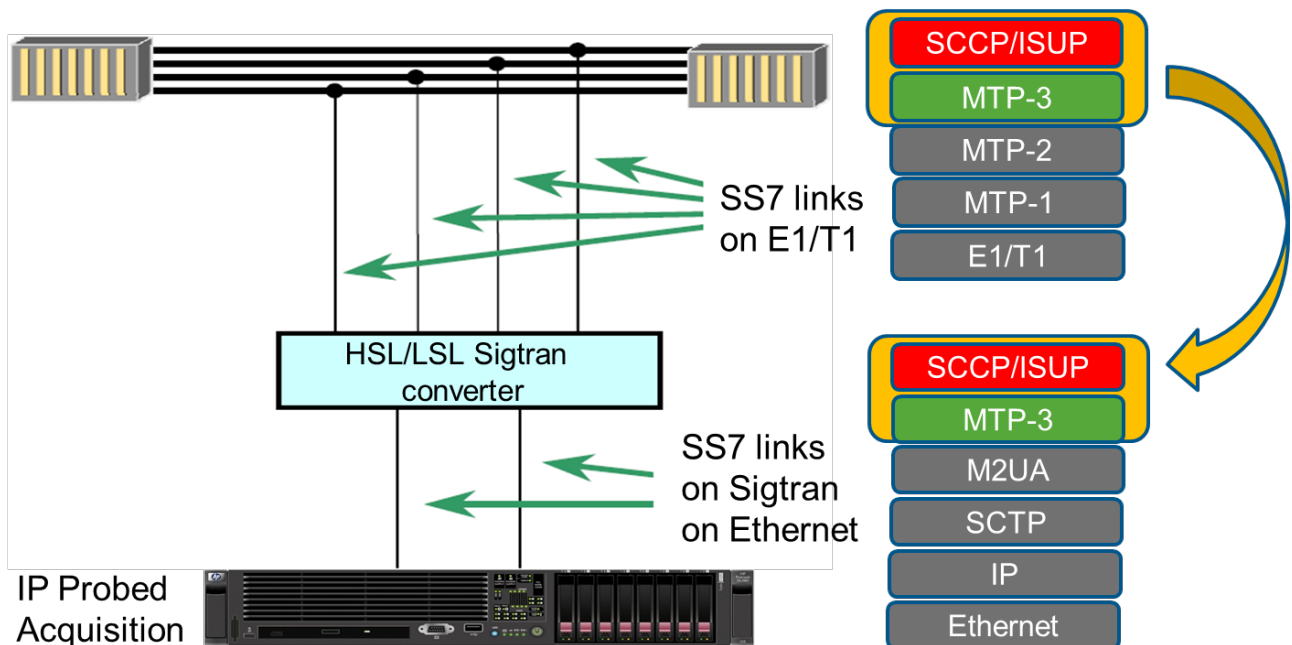 SCCP/ISUP
MTP-3
MTP-2
MTP-1
E1/T1
SS7 links
on E1/T1
HSL/LSL Sigtran
converter
SCCP/ISUP
MTP-3
M2UA
SCTP
IP
Ethernet
SS7 links
on Sigtran
on Ethernet
IP Probed
Acquisition